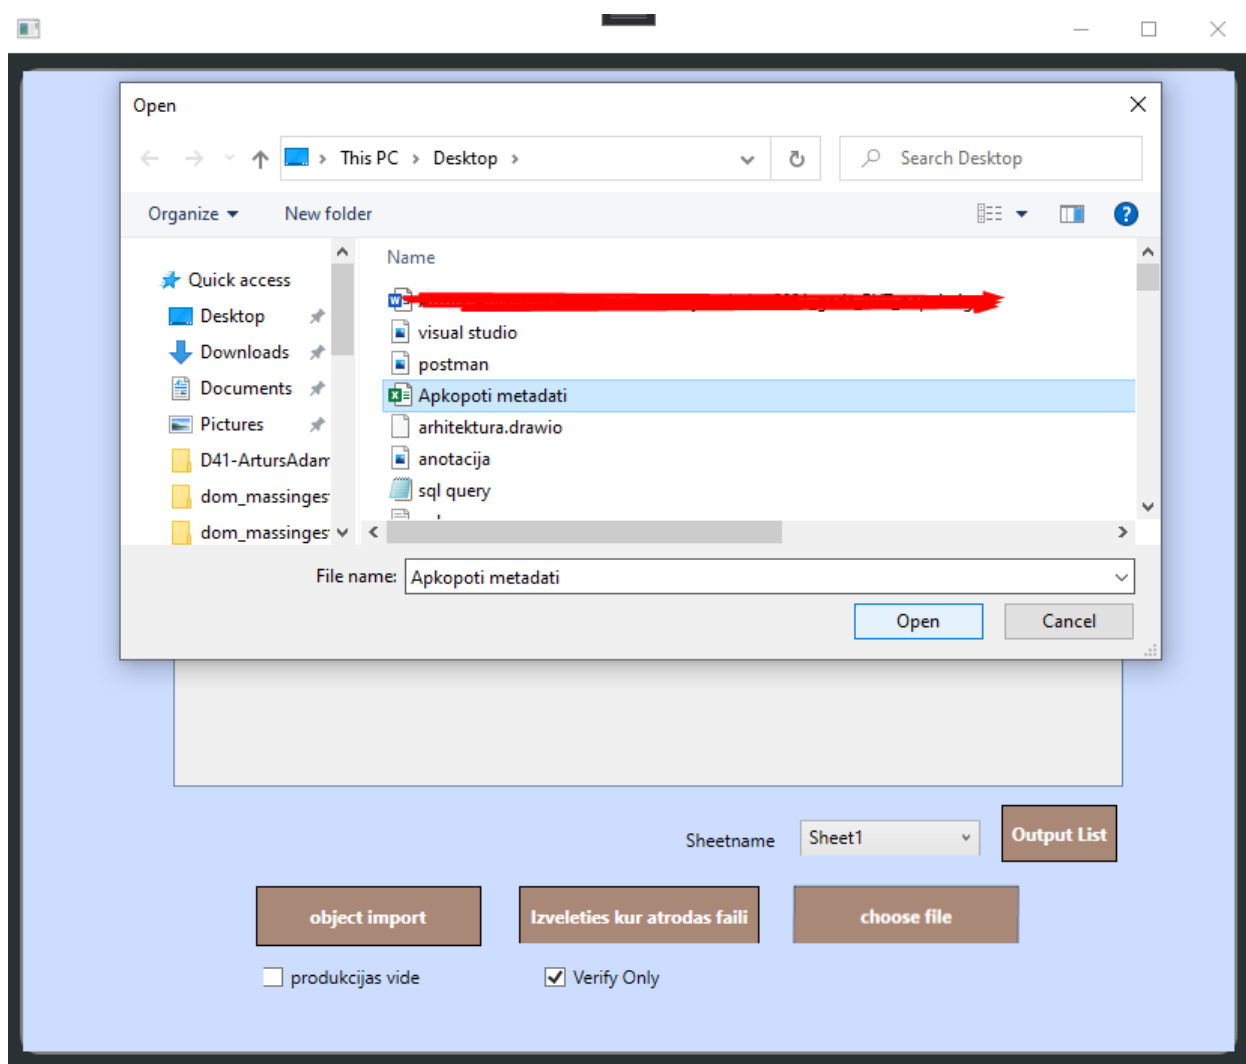 Open
This PC > Desktop >
Search Desktop
Organize
New folder
Name
Quick access
Desktop
Downloads
Documents
Pictures
D41-ArtursAdam
dom_massinges
dom_massinges
visual studio
postman
Apkopoti metadati
arhitektura.drawio
anotacija
sql query
File name: Apkopoti metadati
Open
Cancel
Sheetname
Sheet1
Output List
object import
Izveleties kur atrodas faili
choose file
produkcijas vide
Verify Only